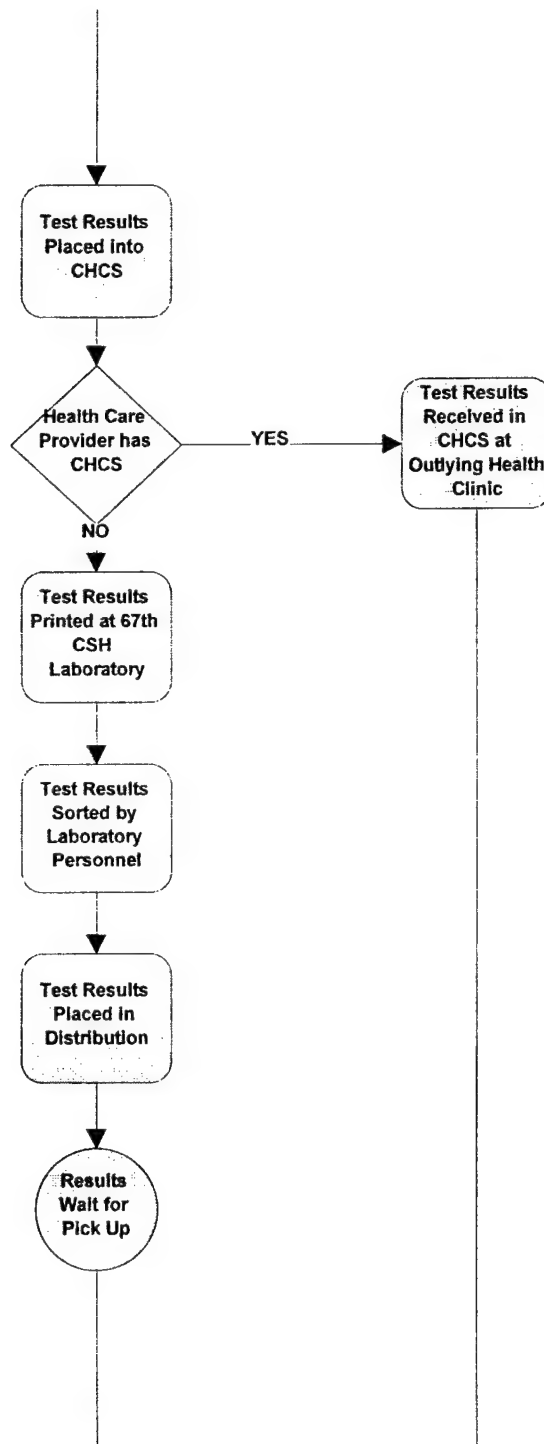 Test Results
Placed into
CHCS
Health Care
Provider has
CHCS
YES
Test Results
Received in
CHCS at
Outlying Health
Clinic
NO
Test Results
Printed at 67th
CSH
Laboratory
Test Results
Sorted by
Laboratory
Personnel
Test Results
Placed in
Distribution
Results
Wait for
Pick Up